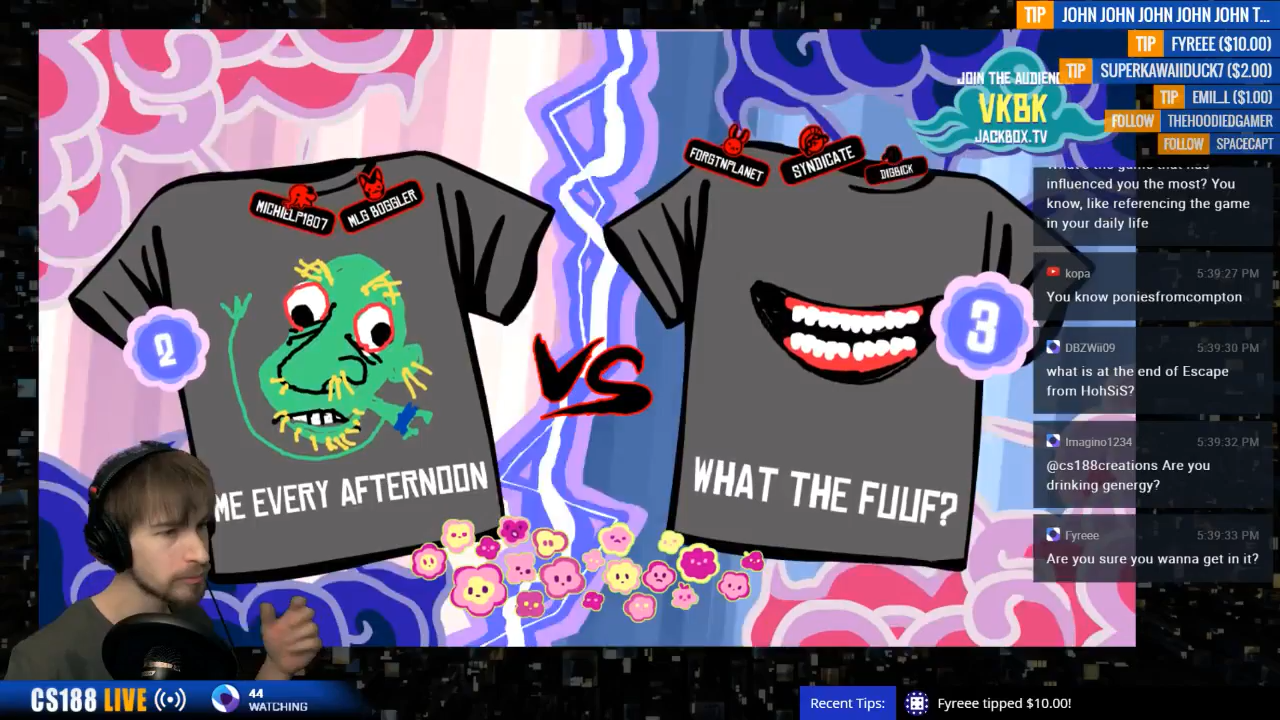 TIP JOHN JOHN JOHN JOHN JOHN T...
TIP FYREEE ($10.00)
TIP SUPERKAWAIIDUCK7 ($2.00)
TIP EMII_I ($1.00)
FOLLOW THEHOODIEDGAMER
FOLLOW SPACECAPT
JOIN THE AUDIENC
VKBK
JACKBOX.TV
MICHIELP1807
MLG BOGGLER
FORGTNPLANET
SYNDICATE
2
VS
3
ME EVERY AFTERNOON
WHAT THE FUUF?
influenced you the most? You
know, like referencing the game
in your daily life
kopa 5:39:27 PM
You know poniesfromcompton
DBZWii09 5:39:30 PM
what is at the end of Escape
from HohSiS?
Imagino1234 5:39:32 PM
@cs188creations Are you
drinking genergy?
Fyreee 5:39:33 PM
Are you sure you wanna get in it?
CS188 LIVE
44
WATCHING
Recent Tips: Fyreee tipped $10.00!